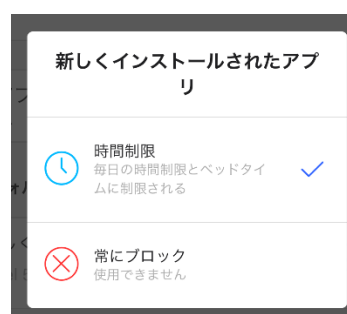 新しくインストールされたアプ
リ
時間制限
毎日の時間制限とベッドタイ
ムに制限される
常にブロック
使用できません